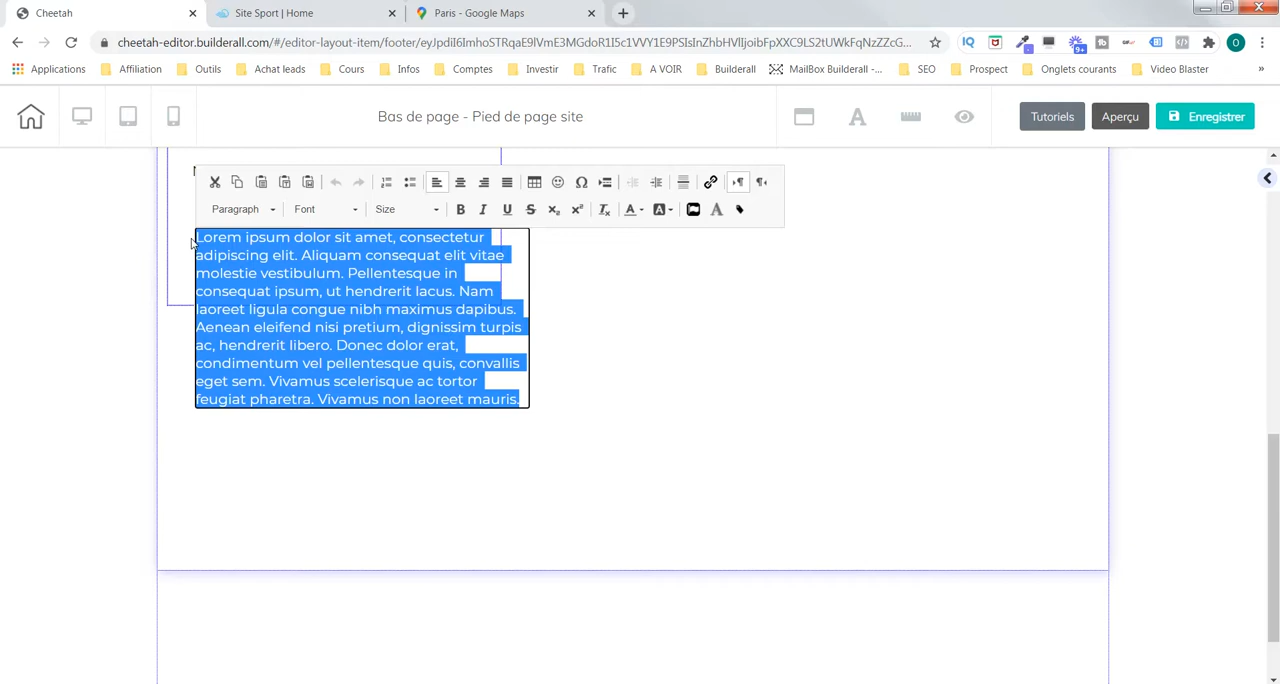 Cheetah
Site Sport | Home
Paris - Google Maps
cheetah-editor.builderall.com/#/editor-layout-item/footer/eyJpdiI6ImhoSTRqaE9lVmE3MGdoR1I5c1VVY1E9PSIsInZhbHVlIjoibFpXXC9LS2tUWkFqNzZZcG...
Applications
Affiliation
Outils
Achat leads
Cours
Infos
Comptes
Investir
Trafic
A VOIR
Builderall
MailBox Builderall -...
SEO
Prospect
Onglets courants
Video Blaster
»
Bas de page - Pied de page site
Tutoriels
Aperçu
Enregistrer
Paragraph
Font
Size
Lorem ipsum dolor sit amet, consectetur
adipiscing elit. Aliquam consequat elit vitae
molestie vestibulum. Pellentesque in
consequat ipsum, ut hendrerit lacus. Nam
laoreet ligula congue nibh maximus dapibus.
Aenean eleifend nisi pretium, dignissim turpis
ac, hendrerit libero. Donec dolor erat,
condimentum vel pellentesque quis, convallis
eget sem. Vivamus scelerisque ac tortor
feugiat pharetra. Vivamus non laoreet mauris.